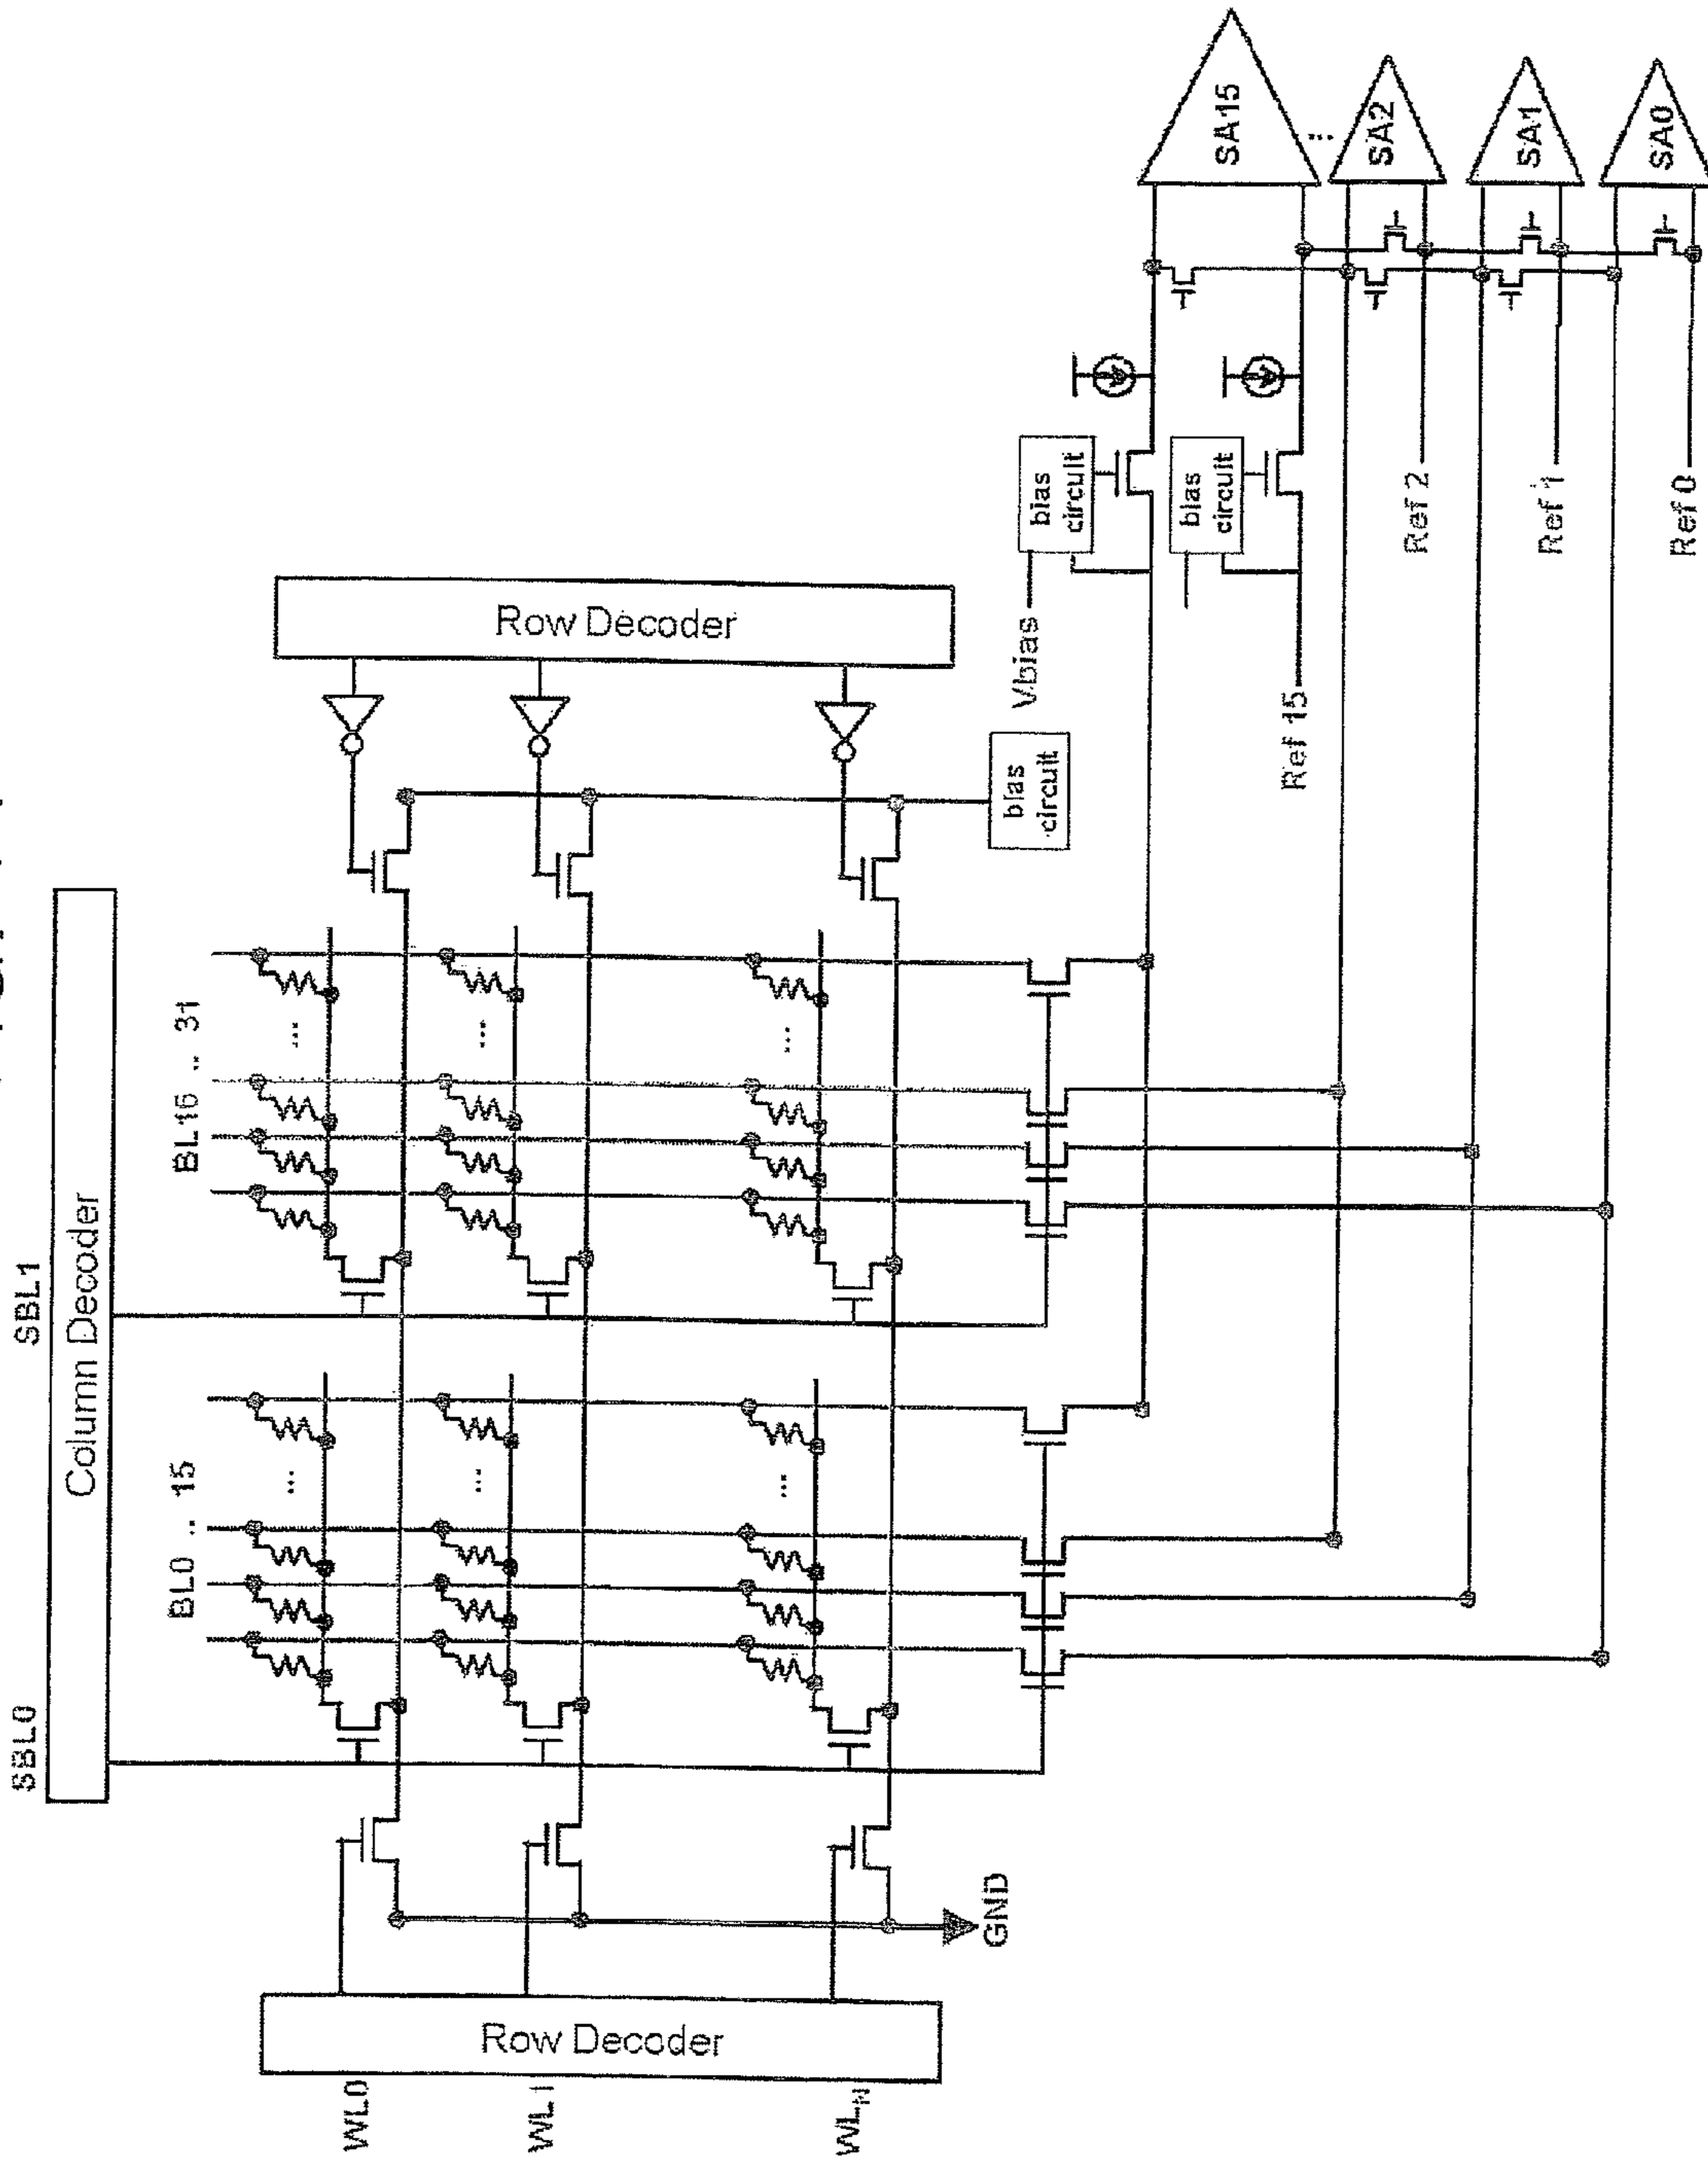 SBL0
SBL1
Column Decoder
BL0 .. 15
BL16 .. 31
...
...
...
...
...
...
WL0
WL1
WLN
Row Decoder
Row Decoder
GND
bias
circuit
Vbias
bias
circuit
bias
circuit
Ref 15
Ref 2
Ref 1
Ref 0
SA15
...
SA2
SA1
SA0